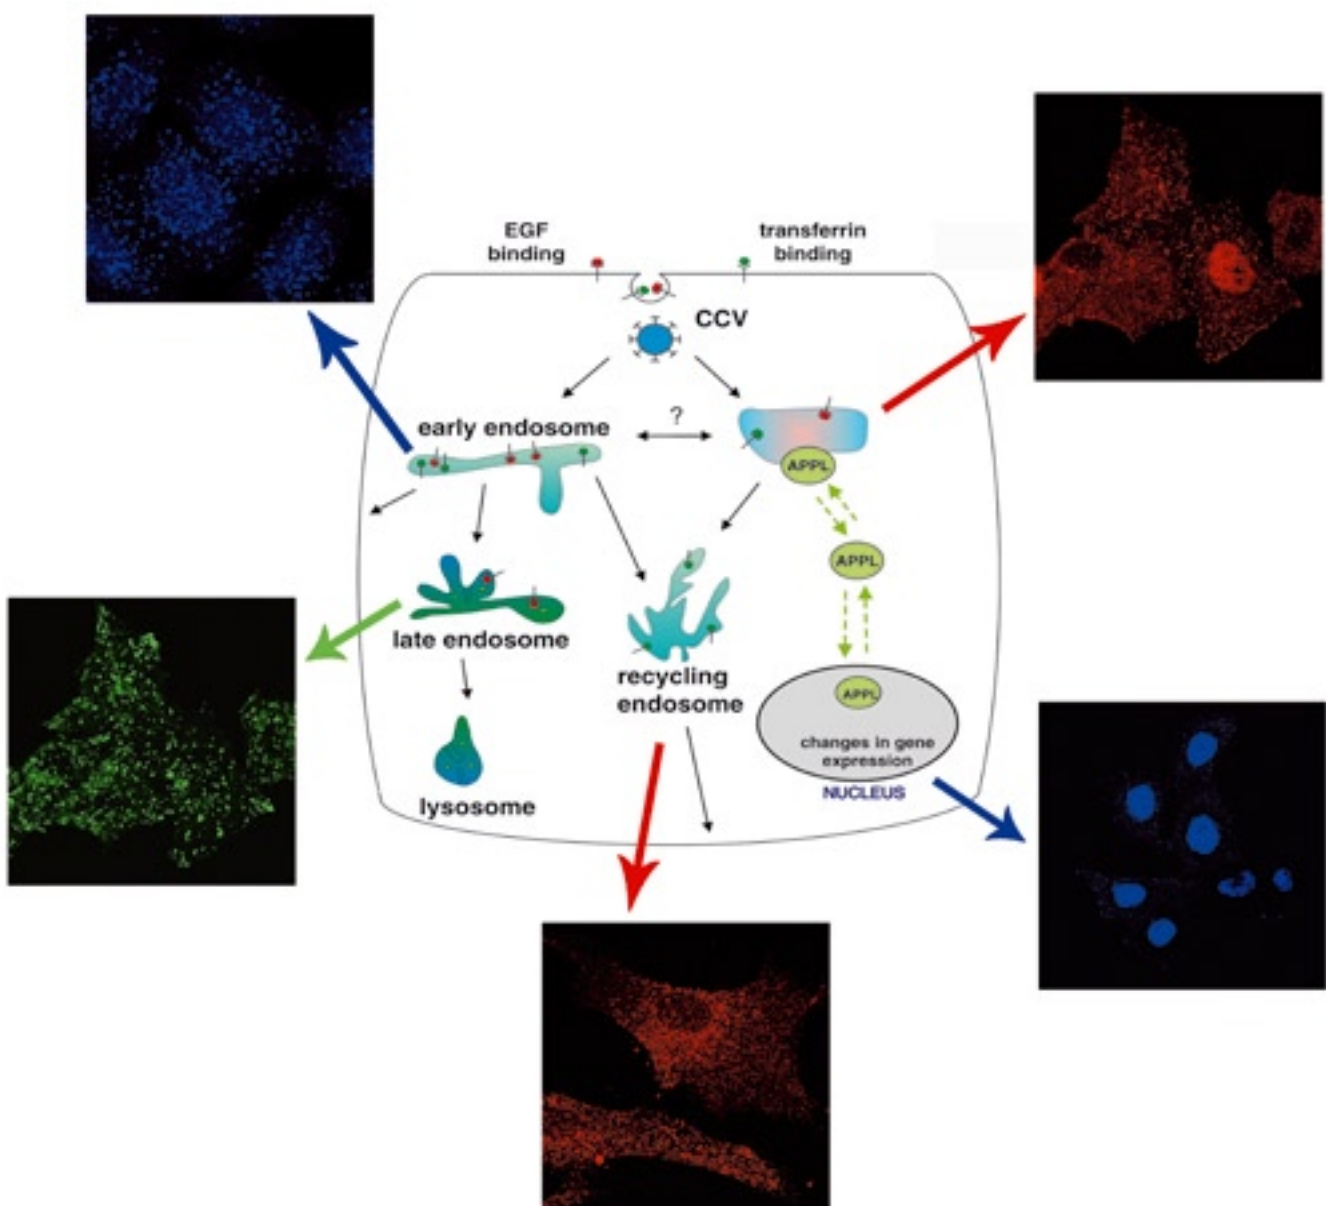 EGF
binding
transferrin
binding
CCV
early endosome
?
APPL
APPL
late endosome
recycling
endosome
APPL
changes in gene
expression
NUCLEUS
lysosome